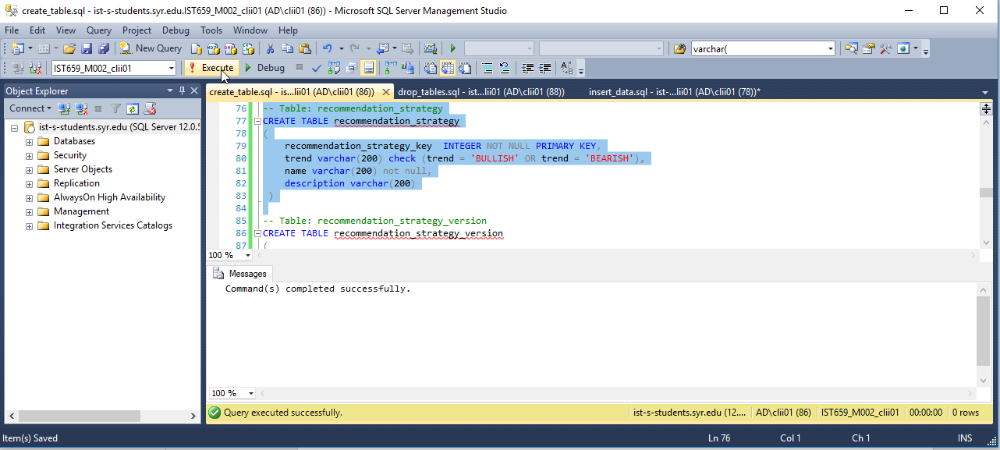 create_table.sql - ist-s-students.syr.edu.IST659_M002_clii01 (AD\clii01 (86)) - Microsoft SQL Server Management Studio
File Edit View Query Project Debug Tools Window Help
New Query varchar(
IST659_M002_clii01 Execute Debug
Object Explorer
Connect
ist-s-students.syr.edu (SQL Server 12.0.5
Databases
Security
Server Objects
Replication
AlwaysOn High Availability
Management
Integration Services Catalogs
create_table.sql - is...lii01 (AD\clii01 (86)) drop_tables.sql - ist...lii01 (AD\clii01 (88)) insert_data.sql - ist-...lii01 (AD\clii01 (78))*
76 -- Table: recommendation_strategy
77 CREATE TABLE recommendation_strategy
78 (
79 recommendation_strategy_key INTEGER NOT NULL PRIMARY KEY,
80 trend varchar(200) check (trend = 'BULLISH' OR trend = 'BEARISH'),
81 name varchar(200) not null,
82 description varchar(200)
83 )
84
85 -- Table: recommendation_strategy_version
86 CREATE TABLE recommendation_strategy_version
87 (
100 %
Messages
Command(s) completed successfully.
100 %
Query executed successfully. ist-s-students.syr.edu (12.... AD\clii01 (86) IST659_M002_clii01 00:00:00 0 rows
Item(s) Saved Ln 76 Col 1 Ch 1 INS